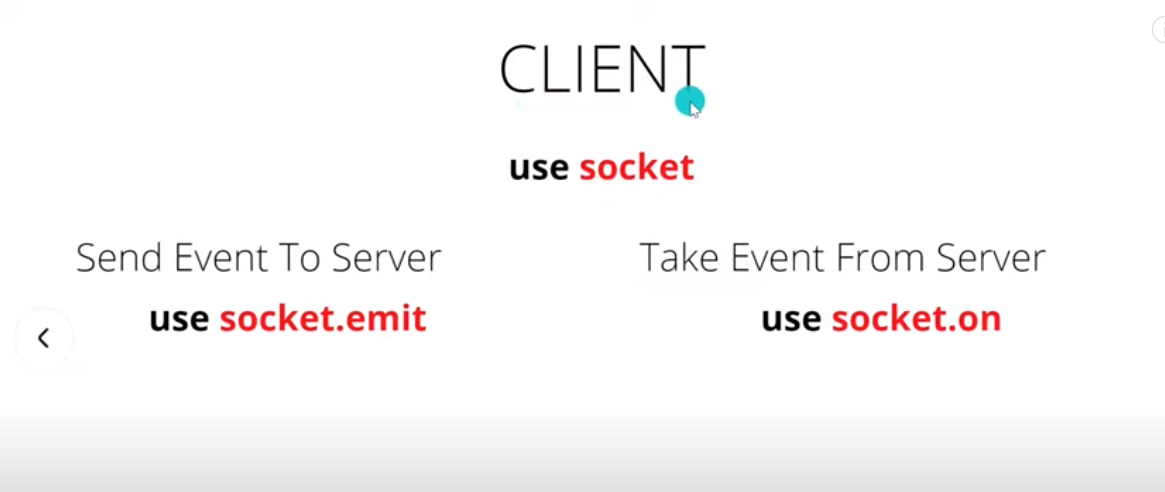 CLIENT
use socket
Send Event To Server
use socket.emit
Take Event From Server
use socket.on